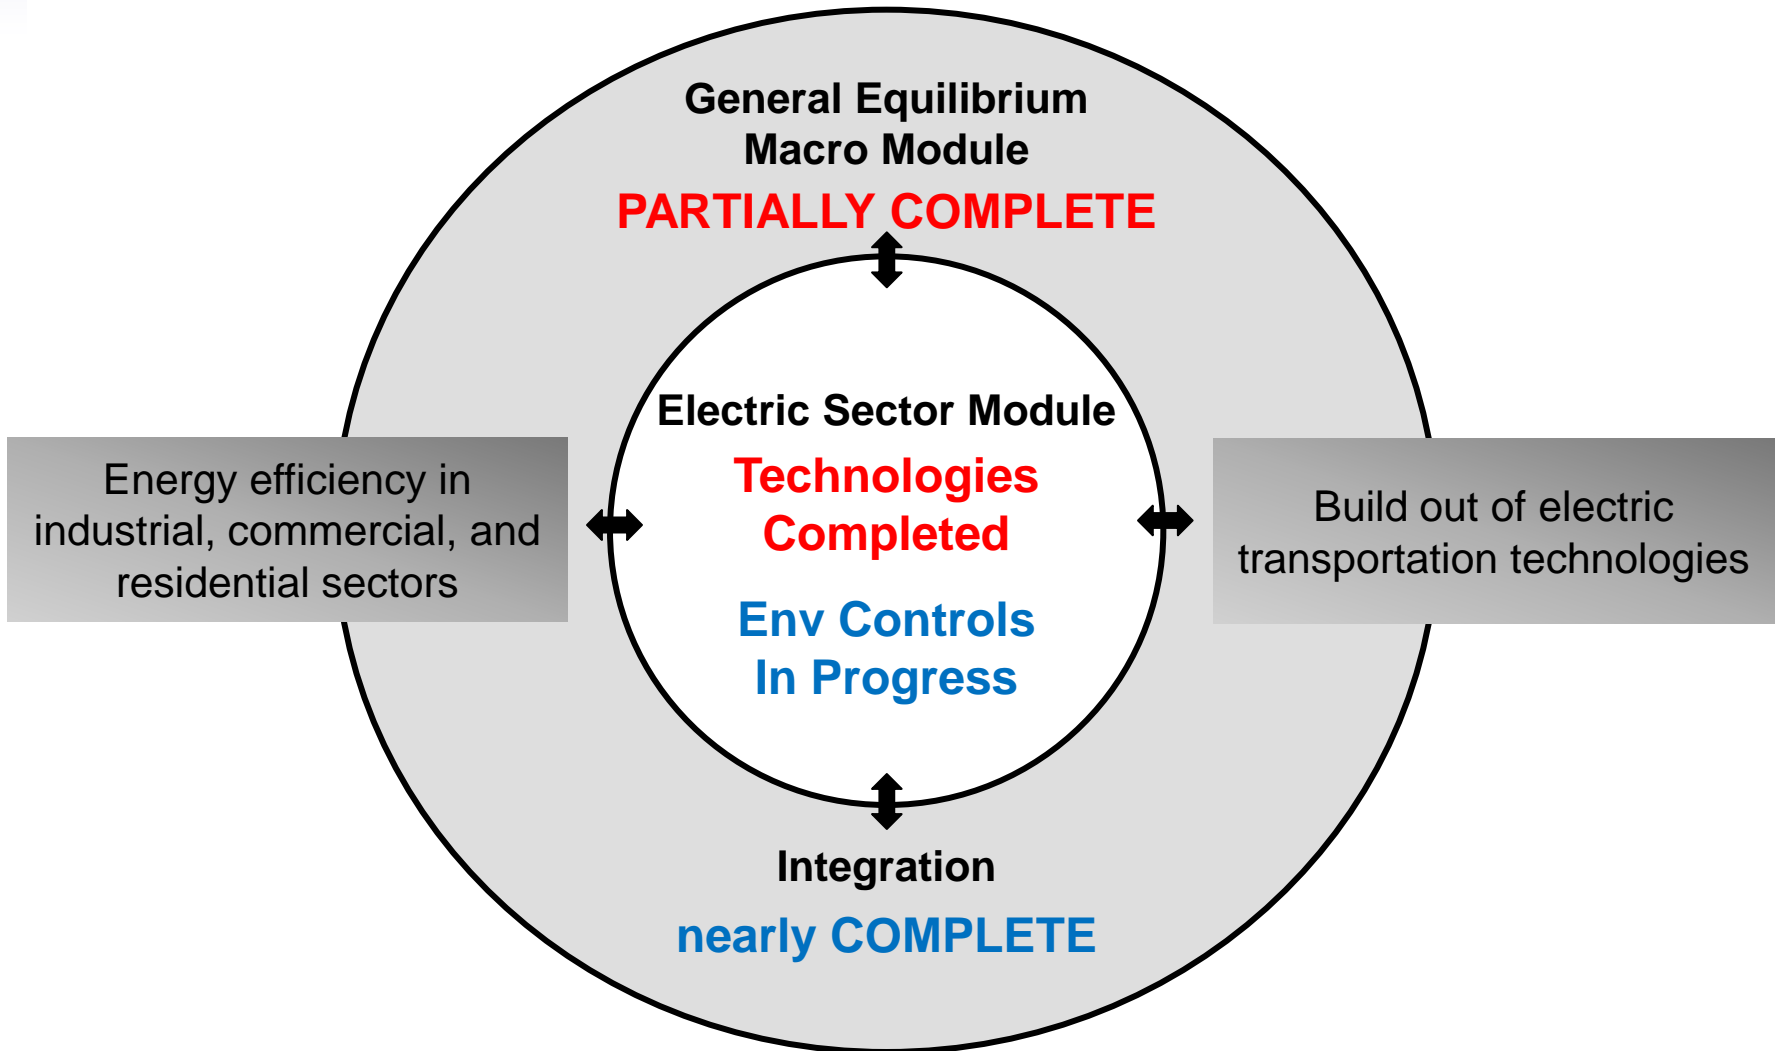 General Equilibrium
Macro Module
PARTIALLY COMPLETE
Electric Sector Module
Technologies
Completed
Env Controls
In Progress
Energy efficiency in
industrial, commercial, and
residential sectors
Build out of electric
transportation technologies
Integration
nearly COMPLETE